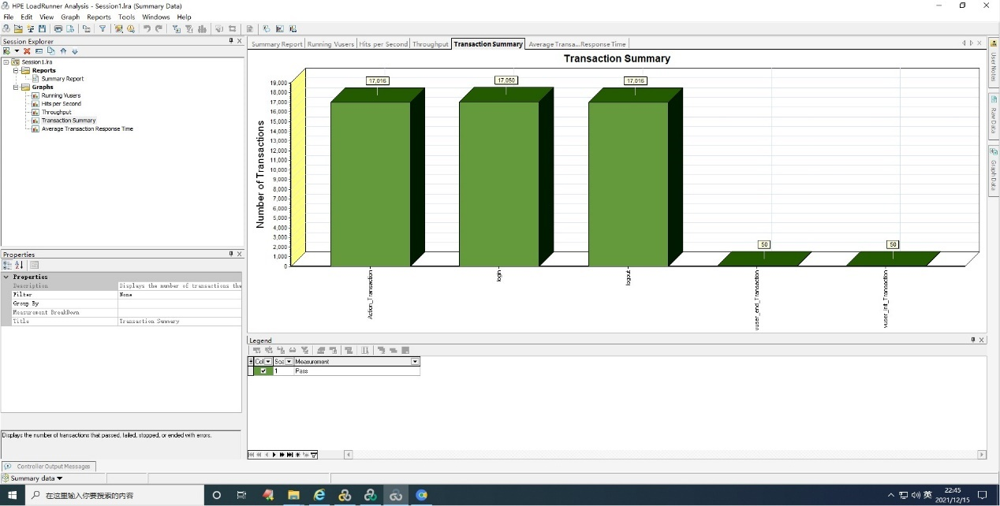 HPE LoadRunner Analysis - Session1.lra (Summary Data)
File Edit View Graph Reports Tools Windows Help
Session Explorer
Session1.lra
Reports
Summary Report
Graphs
Running Vusers
Hits per Second
Throughput
Transaction Summary
Average Transaction Response Time
Properties
Properties
Description Displays the number of transactions the
Filter None
Group By
Measurement BreakDown
Title Transaction Summary
Displays the number of transactions that passed, failed, stopped, or ended with errors.
Summary Report Running Vusers Hits per Second Throughput Transaction Summary Average Transa...Response Time
Transaction Summary
Number of Transactions
19,000
18,000
17,000
16,000
15,000
14,000
13,000
12,000
11,000
10,000
9,000
8,000
7,000
6,000
5,000
4,000
3,000
2,000
1,000
0
17,016
17,050
17,016
50
50
Action_Transaction
login
logout
vuser_end_Transaction
vuser_init_Transaction
User Notes
Raw Data
Graph Data
Legend
Col Sca Measurement
1 Pass
Controller Output Messages
Summary data
在这里输入你要搜索的内容
英
22:45
2021/12/15